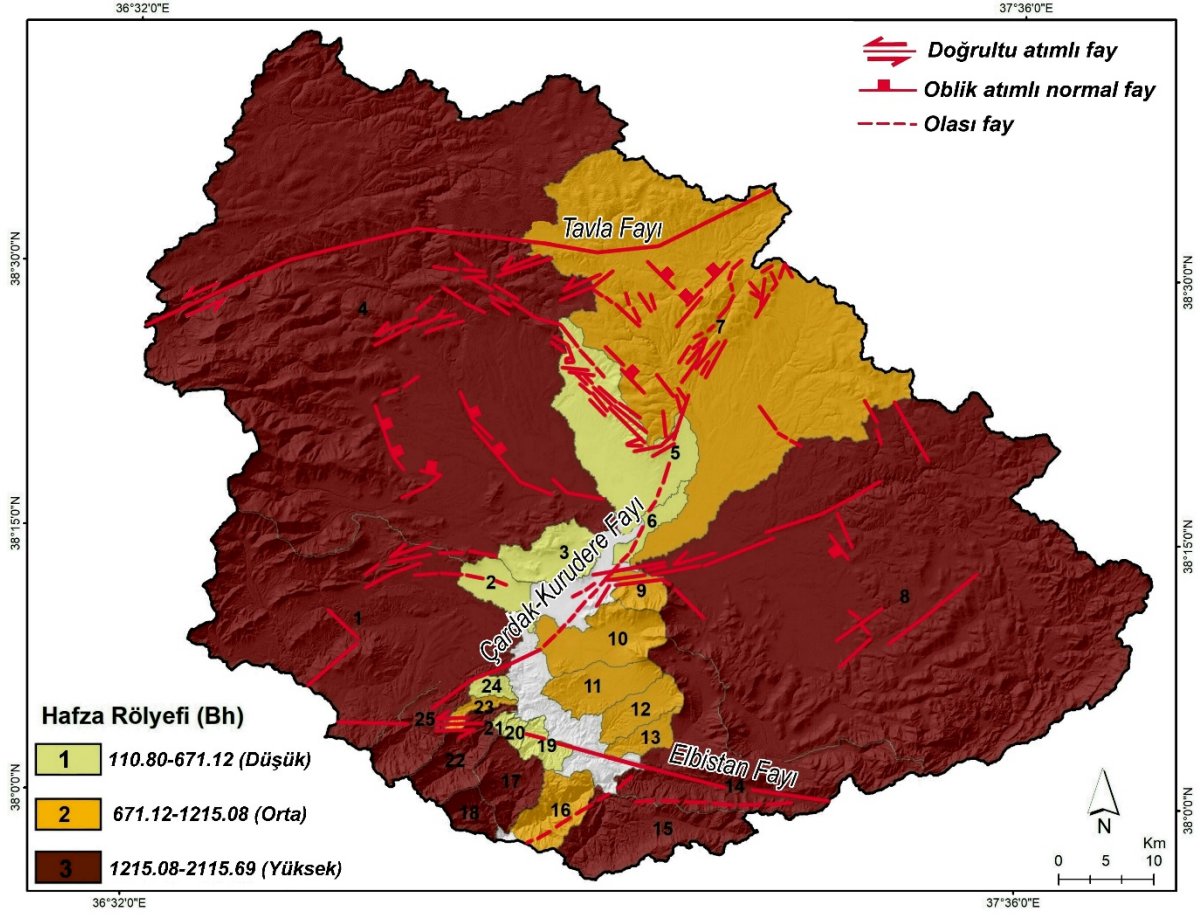 36°32'0"E
37°36'0"E
Doğrultu atımlı fay
Oblik atımlı normal fay
Olası fay
Tavla Fayı
38°30'0"N
38°30'0"N
4
7
5
6
38°15'0"N
38°15'0"N
3
2
Çardak-Kurudere Fayı
9
8
1
10
24
11
12
23
25
21
20
13
19
Elbistan Fayı
22
17
14
18
16
15
38°0'0"N
38°0'0"N
Hafza Rölyefi (Bh)
1 110.80-671.12 (Düşük)
2 671.12-1215.08 (Orta)
3 1215.08-2115.69 (Yüksek)
N
Km
0 5 10
36°32'0"E
37°36'0"E